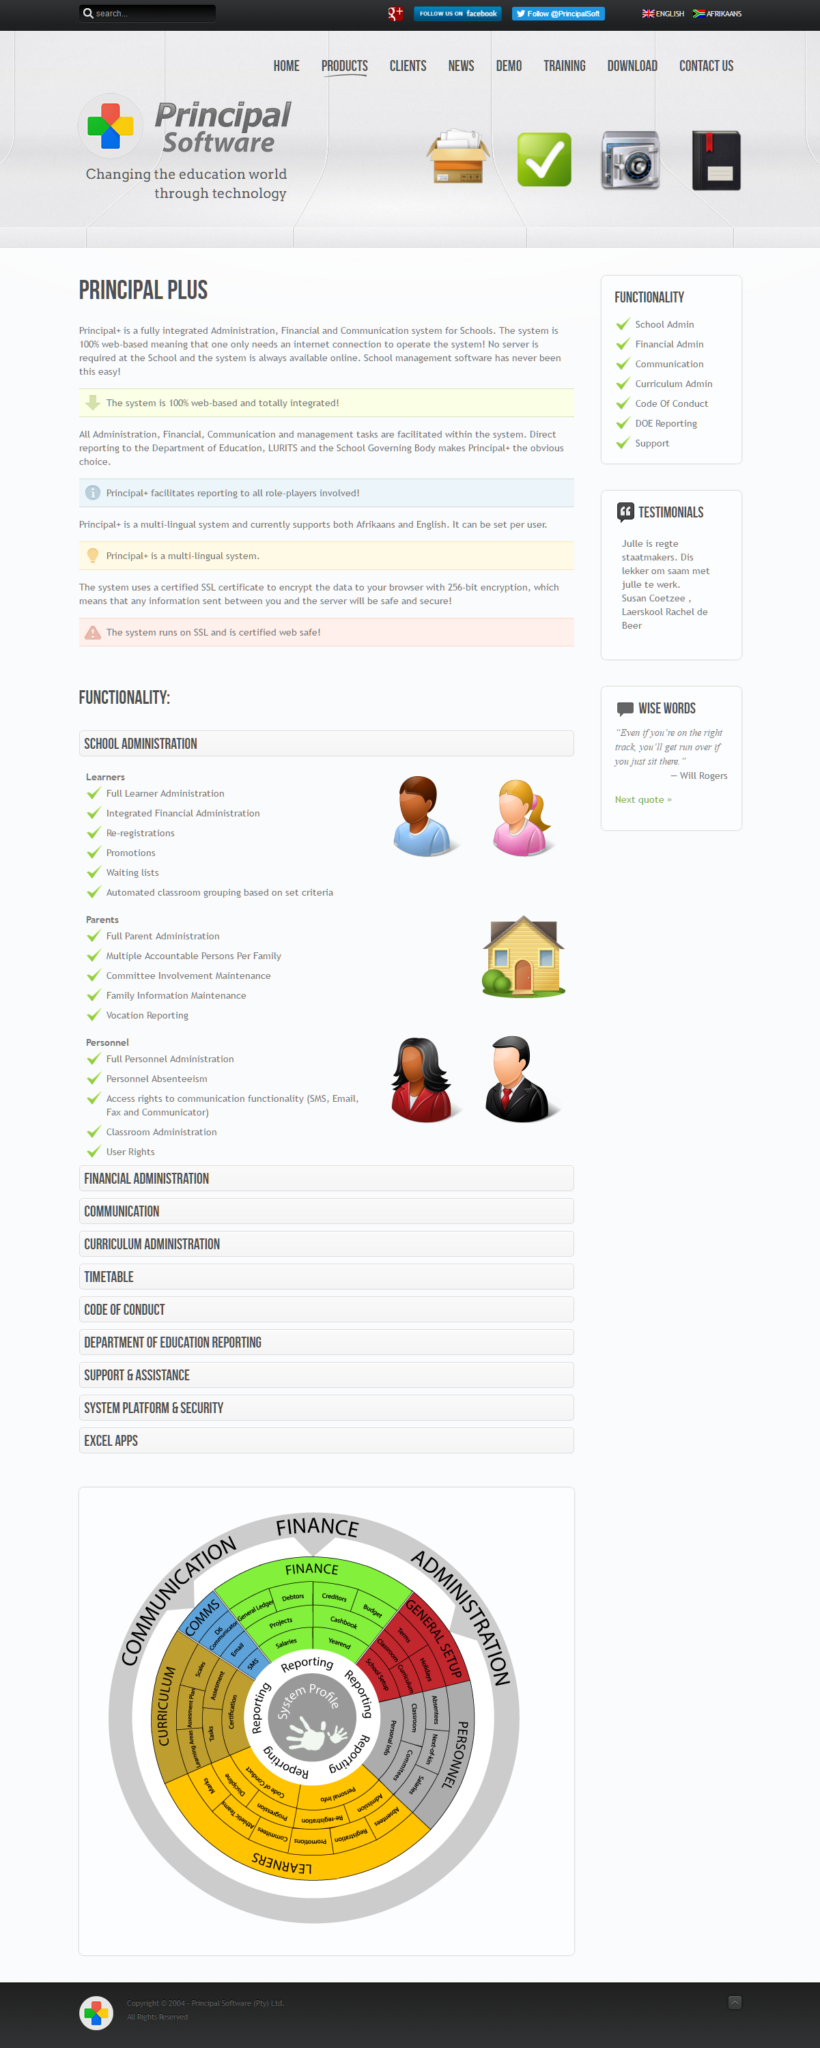 search...
FOLLOW US ON facebook
Follow @PrincipalSoft
ENGLISH
AFRIKAANS
HOME
PRODUCTS
CLIENTS
NEWS
DEMO
TRAINING
DOWNLOAD
CONTACT US
Principal
Software
Changing the education world
through technology
PRINCIPAL PLUS
Principal+ is a fully integrated Administration, Financial and Communication system for Schools. The system is
100% web-based meaning that one only needs an internet connection to operate the system! No server is
required at the School and the system is always available online. School management software has never been
this easy!
The system is 100% web-based and totally integrated!
All Administration, Financial, Communication and management tasks are facilitated within the system. Direct
reporting to the Department of Education, LURITS and the School Governing Body makes Principal+ the obvious
choice.
Principal+ facilitates reporting to all role-players involved!
Principal+ is a multi-lingual system and currently supports both Afrikaans and English. It can be set per user.
Principal+ is a multi-lingual system.
The system uses a certified SSL certificate to encrypt the data to your browser with 256-bit encryption, which
means that any information sent between you and the server will be safe and secure!
The system runs on SSL and is certified web safe!
FUNCTIONALITY:
SCHOOL ADMINISTRATION
Learners
Full Learner Administration
Integrated Financial Administration
Re-registrations
Promotions
Waiting lists
Automated classroom grouping based on set criteria
Parents
Full Parent Administration
Multiple Accountable Persons Per Family
Committee Involvement Maintenance
Family Information Maintenance
Vocation Reporting
Personnel
Full Personnel Administration
Personnel Absenteeism
Access rights to communication functionality (SMS, Email,
Fax and Communicator)
Classroom Administration
User Rights
FINANCIAL ADMINISTRATION
COMMUNICATION
CURRICULUM ADMINISTRATION
TIMETABLE
CODE OF CONDUCT
DEPARTMENT OF EDUCATION REPORTING
SUPPORT & ASSISTANCE
SYSTEM PLATFORM & SECURITY
EXCEL APPS
FUNCTIONALITY
School Admin
Financial Admin
Communication
Curriculum Admin
Code Of Conduct
DOE Reporting
Support
TESTIMONIALS
Julle is regte
staatmakers. Dis
lekker om saam met
julle te werk.
Susan Coetzee ,
Laerskool Rachel de
Beer
WISE WORDS
"Even if you're on the right
track, you'll get run over if
you just sit there."
— Will Rogers
Next quote »
COMMUNICATION
FINANCE
ADMINISTRATION
FINANCE
General Ledger
Debtors
Creditors
Budget
Projects
Cashbook
Salaries
Yearend
COMMS
D6 Communicator
Email
SMS
GENERAL SETUP
Terms
Holidays
Classroom
Curriculum
School Setup
PERSONNEL
Absentees
Next-of-kin
Salaries
Classroom
Committees
Personal Info
LEARNERS
Marks
Athletic Teams
Committees
Promotions
Registration
Absentees
Discipline
Progression
Re-registration
Admission
Code of Conduct
Personal Info
CURRICULUM
Scales
Assessment Plan
Learning Areas
Assessment
Tasks
Certification
Reporting
Reporting
Reporting
Reporting
Reporting
System Profile
Copyright © 2004 - Principal Software (Pty) Ltd.
All Rights Reserved